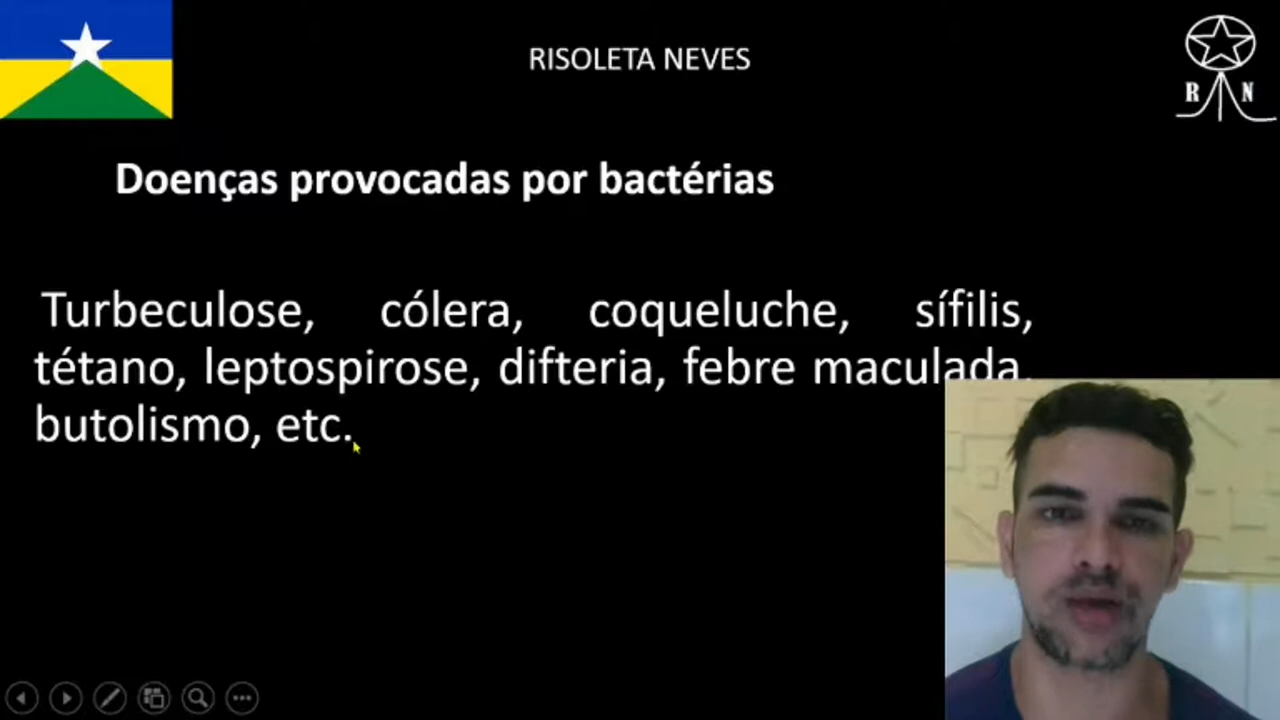 RISOLETA NEVES
R N
Doenças provocadas por bactérias
Turbeculose, cólera, coqueluche, sífilis,
tétano, leptospirose, difteria, febre maculada,
butolismo, etc.